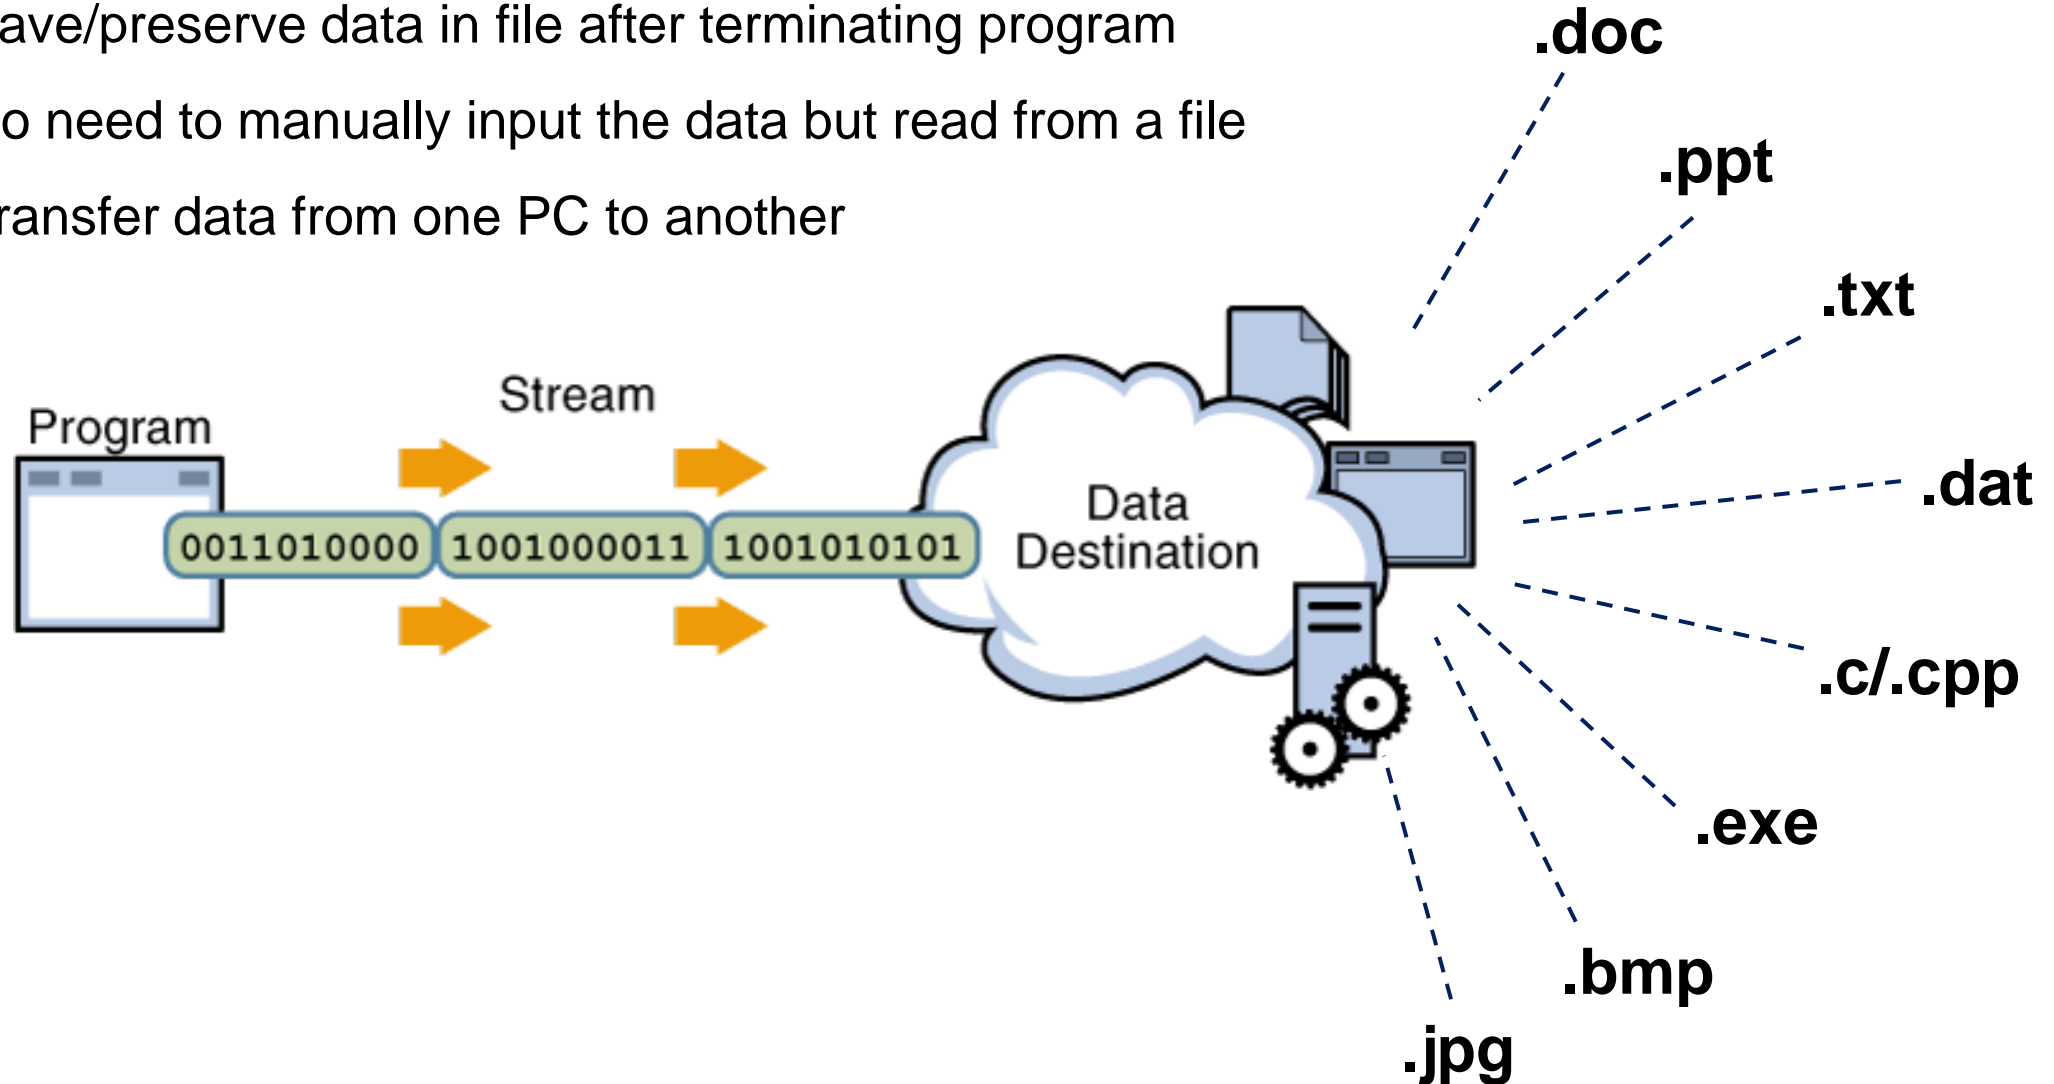 ave/preserve data in file after terminating program
o need to manually input the data but read from a file
ransfer data from one PC to another
.doc
.ppt
.txt
.dat
.c/.cpp
.exe
.bmp
.jpg
Stream
Program
0011010000 1001000011 1001010101
Data
Destination